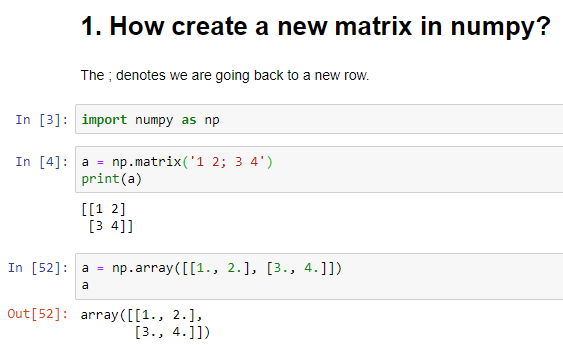 1. How create a new matrix in numpy?
The ; denotes we are going back to a new row.
In [3]: import numpy as np
In [4]: a = np.matrix('1 2; 3 4')
print(a)
[[1 2]
 [3 4]]
In [52]: a = np.array([[1., 2.], [3., 4.]])
a
Out[52]: array([[1., 2.],
       [3., 4.]])